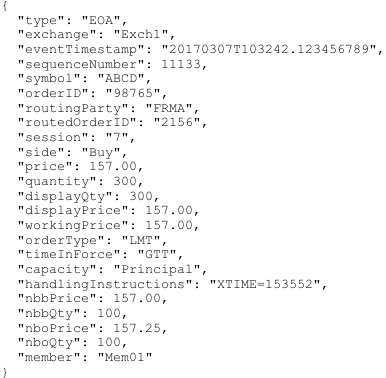 {
"type": "EOA",
"exchange": "Exch1",
"eventTimestamp": "20170307T103242.123456789",
"sequenceNumber": 11133,
"symbol": "ABCD",
"orderID": "98765",
"routingParty": "FRMA",
"routedOrderID": "2156",
"session": "7",
"side": "Buy",
"price": 157.00,
"quantity": 300,
"displayQty": 300,
"displayPrice": 157.00,
"workingPrice": 157.00,
"orderType": "LMT",
"timeInForce": "GTT",
"capacity": "Principal",
"handlingInstructions": "XTIME=153552",
"nbbPrice": 157.00,
"nbbQty": 100,
"nboPrice": 157.25,
"nboQty": 100,
"member": "Mem01"
}